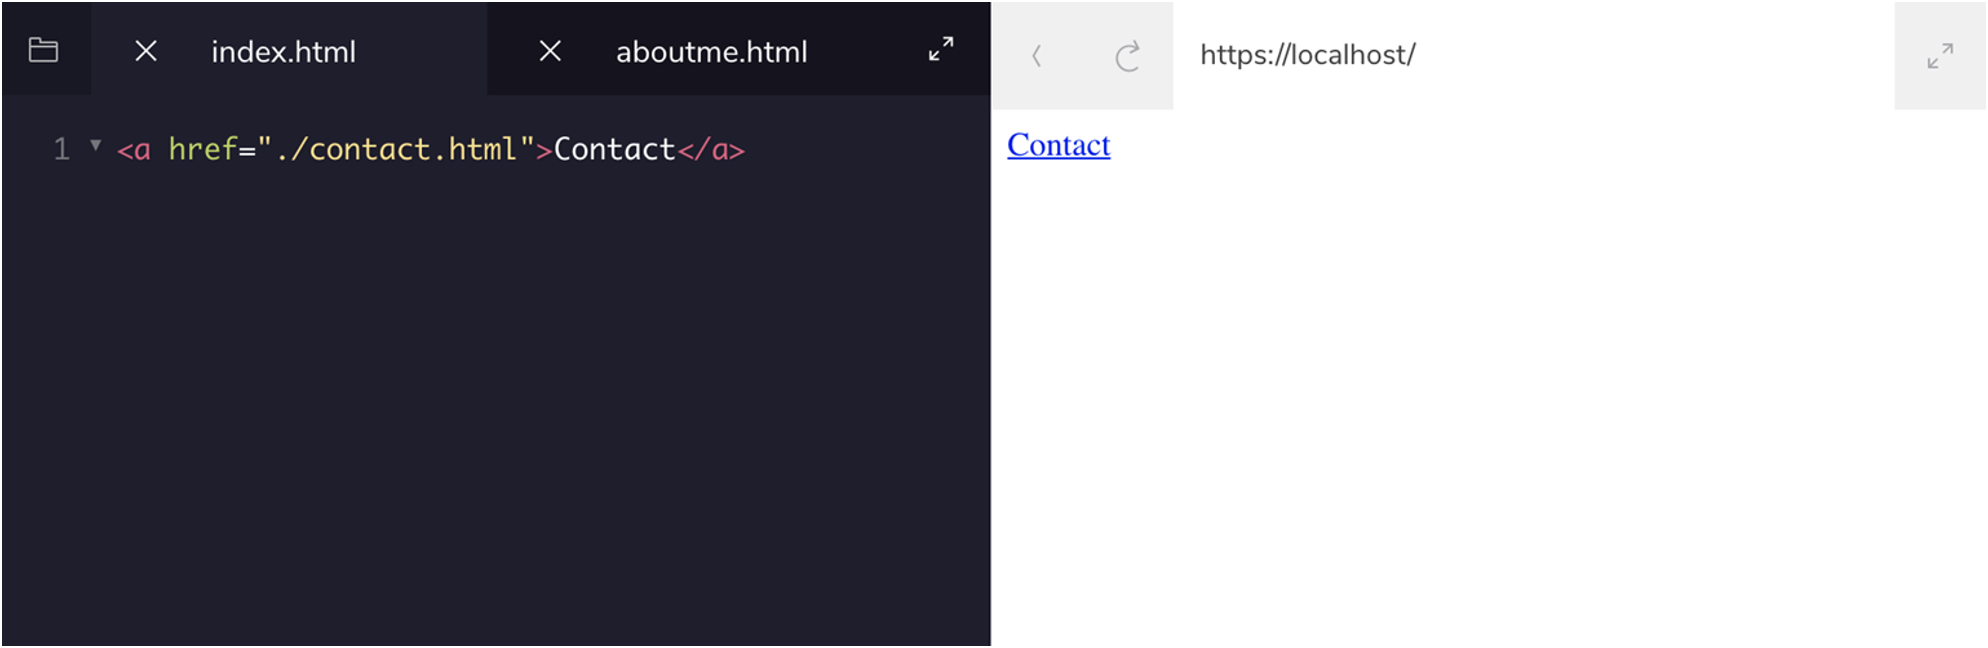 index.html
aboutme.html
https://localhost/
1 <a href="./contact.html">Contact</a>
Contact